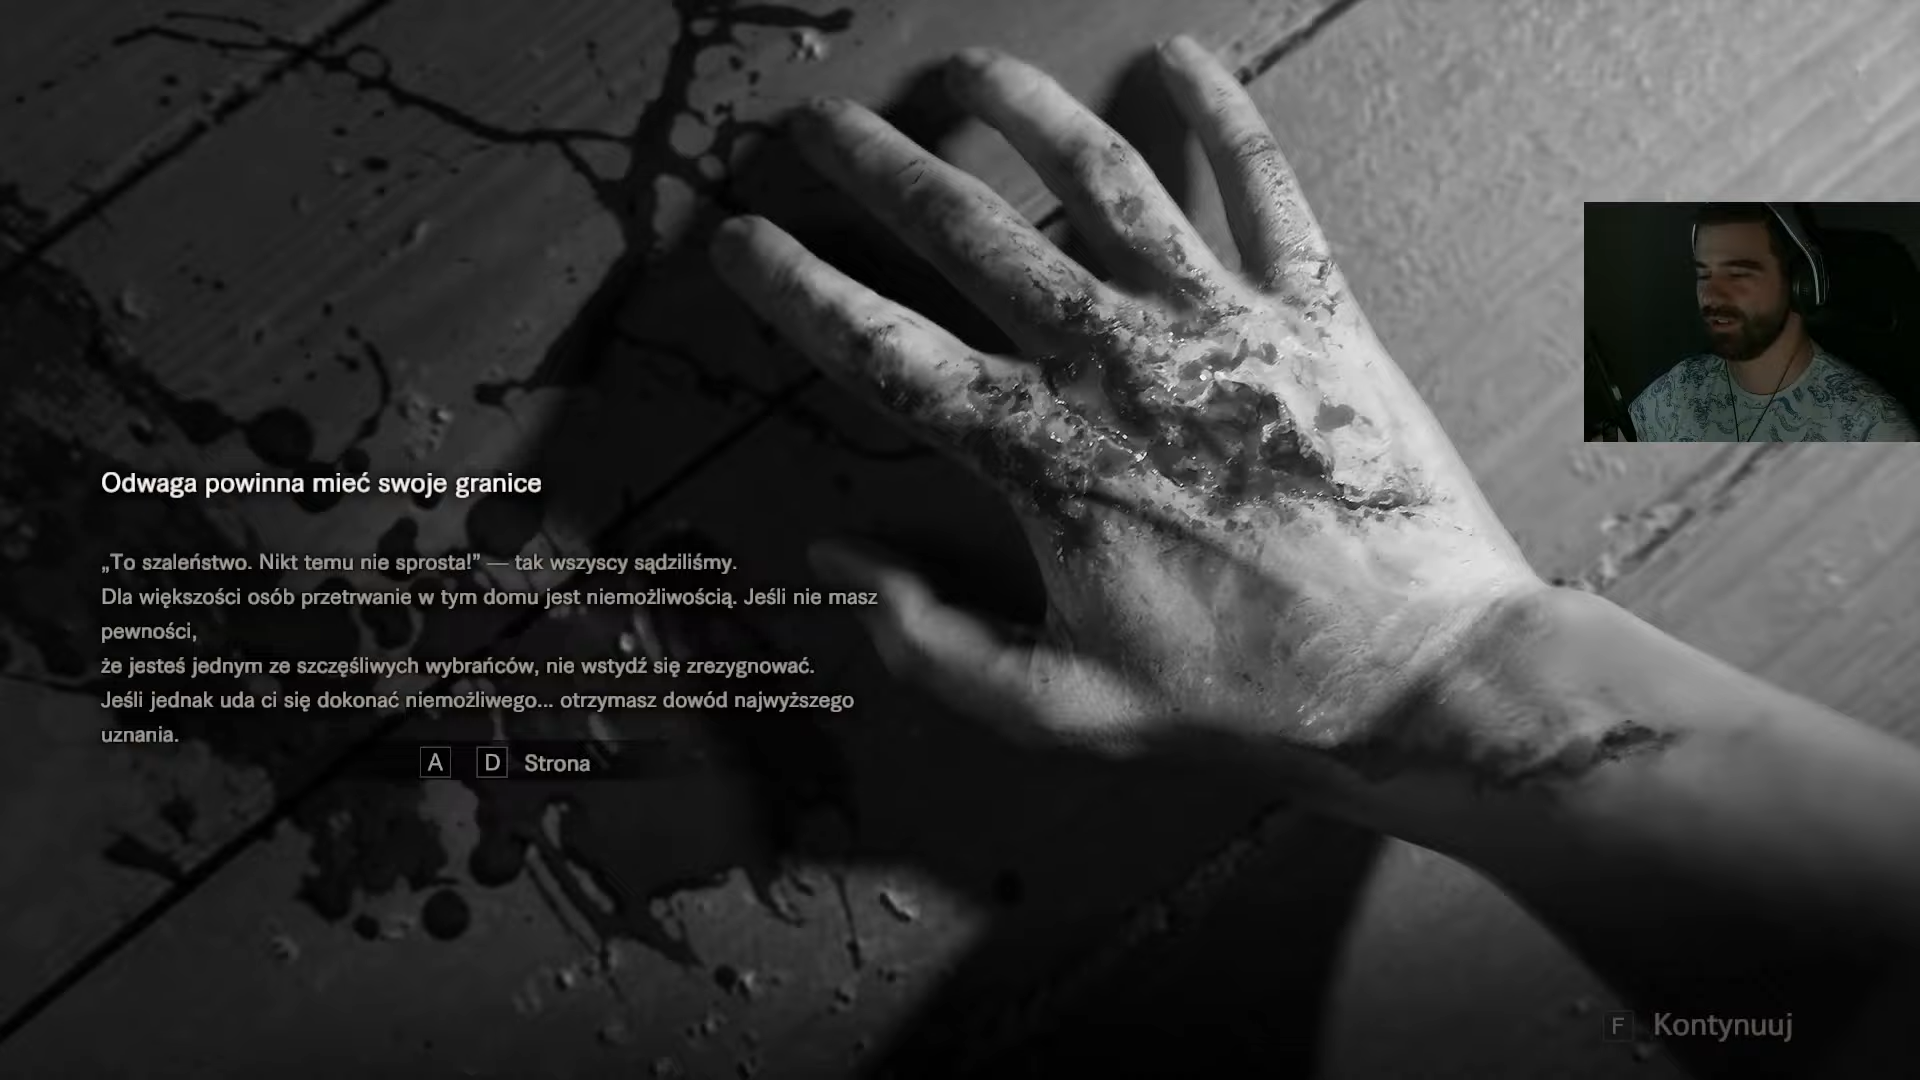 Odwaga powinna mieć swoje granice
„To szaleństwo. Nikt temu nie sprosta!” — tak wszyscy sądziliśmy.
Dla większości osób przetrwanie w tym domu jest niemożliwością. Jeśli nie masz
pewności,
że jesteś jednym ze szczęśliwych wybrańców, nie wstydź się zrezygnować.
Jeśli jednak uda ci się dokonać niemożliwego... otrzymasz dowód najwyższego
uznania.
A D Strona
F Kontynuuj